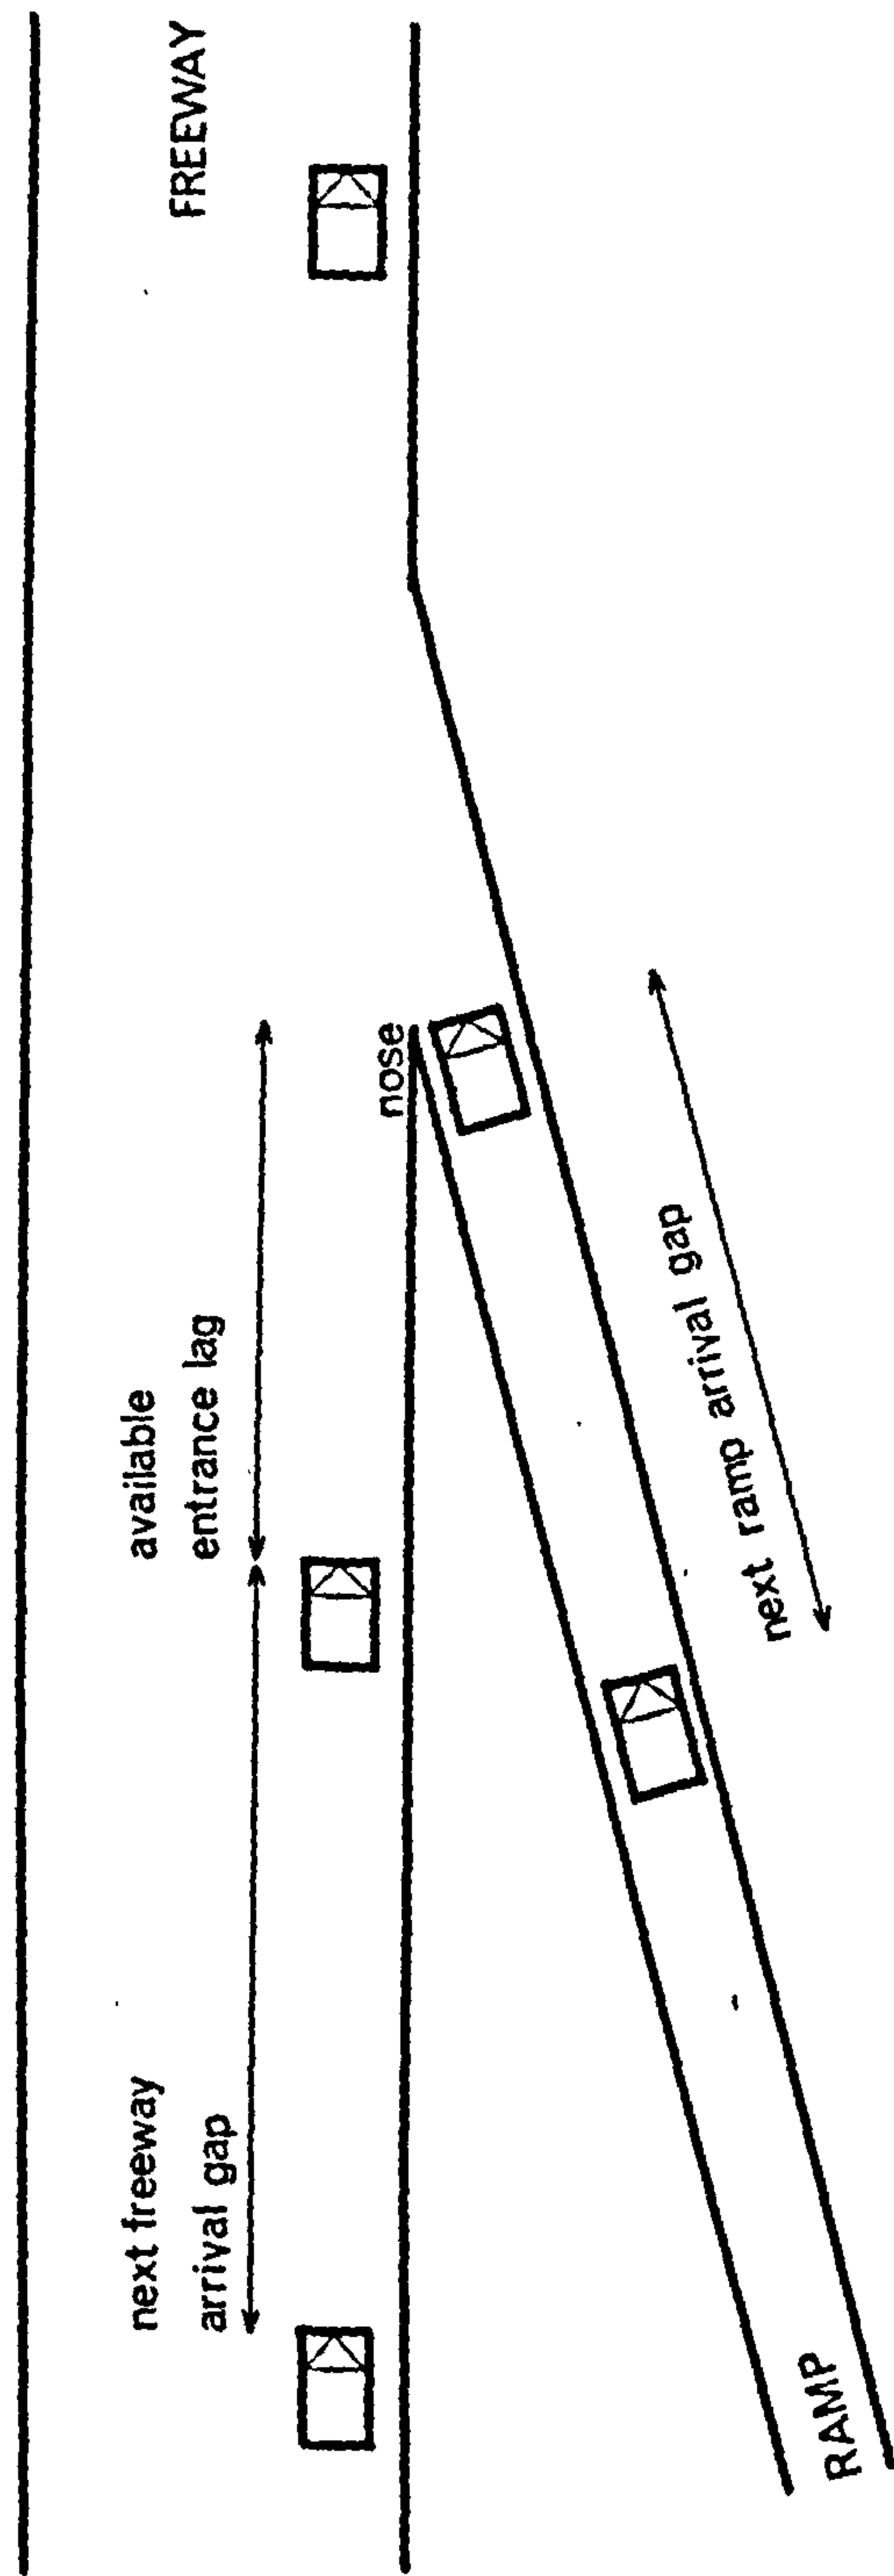 FREEWAY
next freeway
arrival gap
available
entrance lag
nose
next ramp arrival gap
RAMP